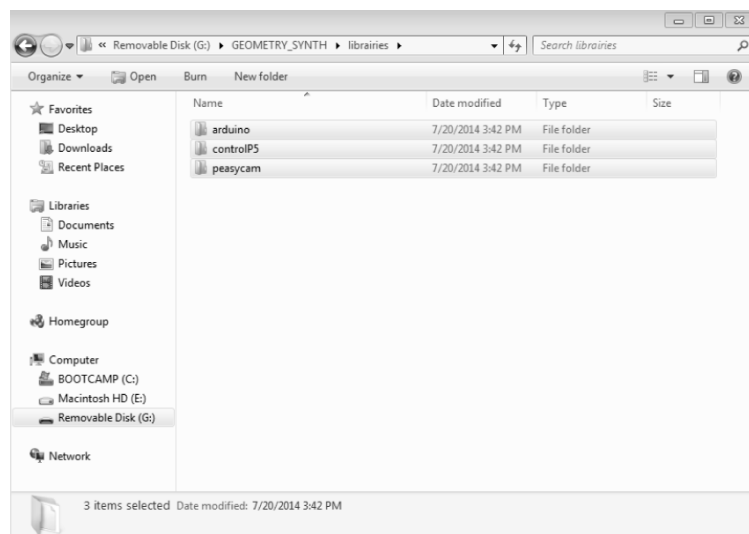 « Removable Disk (G:) ▸ GEOMETRY_SYNTH ▸ librairies ▸ Search librairies
Organize ▾ Open Burn New folder
Favorites
Desktop
Downloads
Recent Places
Libraries
Documents
Music
Pictures
Videos
Homegroup
Computer
BOOTCAMP (C:)
Macintosh HD (E:)
Removable Disk (G:)
Network
Name Date modified Type Size
arduino 7/20/2014 3:42 PM File folder
controlP5 7/20/2014 3:42 PM File folder
peasycam 7/20/2014 3:42 PM File folder
3 items selected Date modified: 7/20/2014 3:42 PM